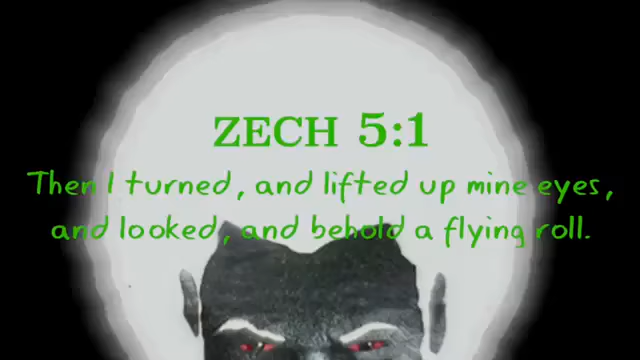 ZECH 5:1
Then I turned, and lifted up mine eyes,
and looked, and behold a flying roll.